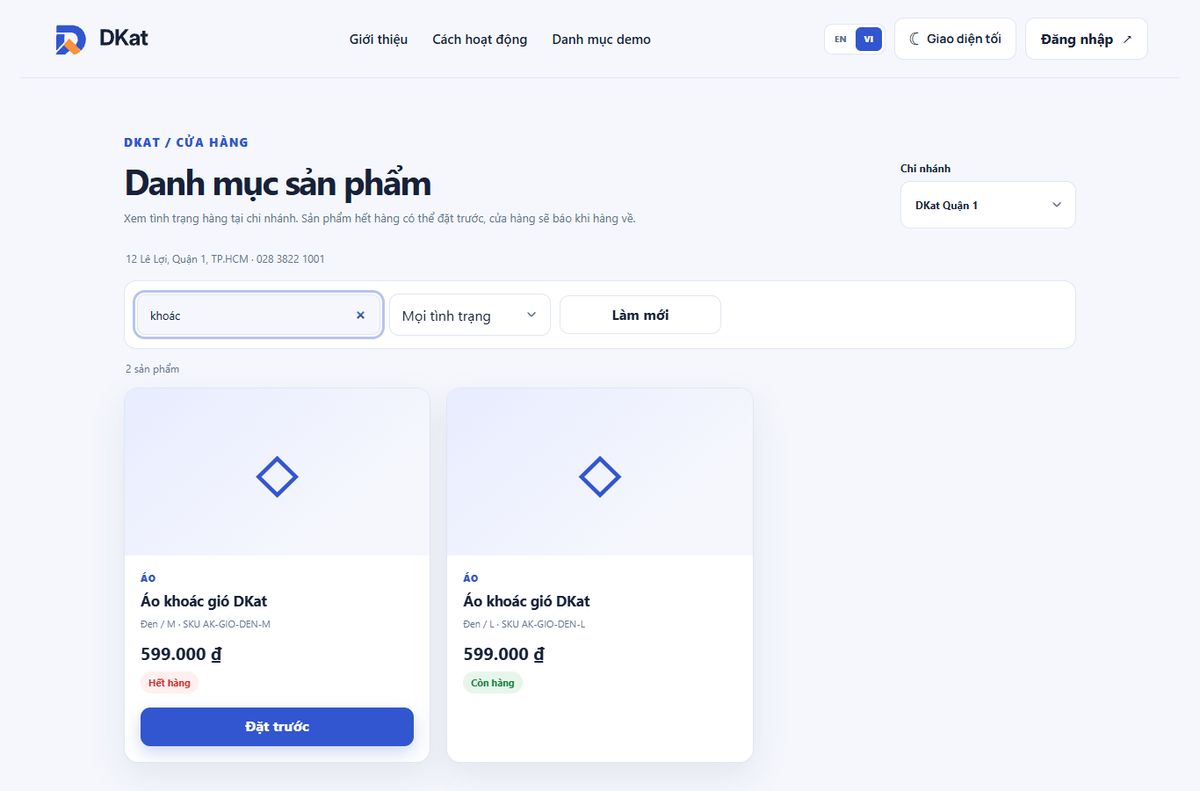 DKat
Giới thiệu Cách hoạt động Danh mục demo
EN VI
Giao diện tối
Đăng nhập ↗
DKAT / CỬA HÀNG
Danh mục sản phẩm
Xem tình trạng hàng tại chi nhánh. Sản phẩm hết hàng có thể đặt trước, cửa hàng sẽ báo khi hàng về.
Chi nhánh
DKat Quận 1
12 Lê Lợi, Quận 1, TP.HCM · 028 3822 1001
khoác
Mọi tình trạng
Làm mới
2 sản phẩm
ÁO
Áo khoác gió DKat
Đen / M · SKU AK-GIO-DEN-M
599.000 ₫
Hết hàng
Đặt trước
ÁO
Áo khoác gió DKat
Đen / L · SKU AK-GIO-DEN-L
599.000 ₫
Còn hàng